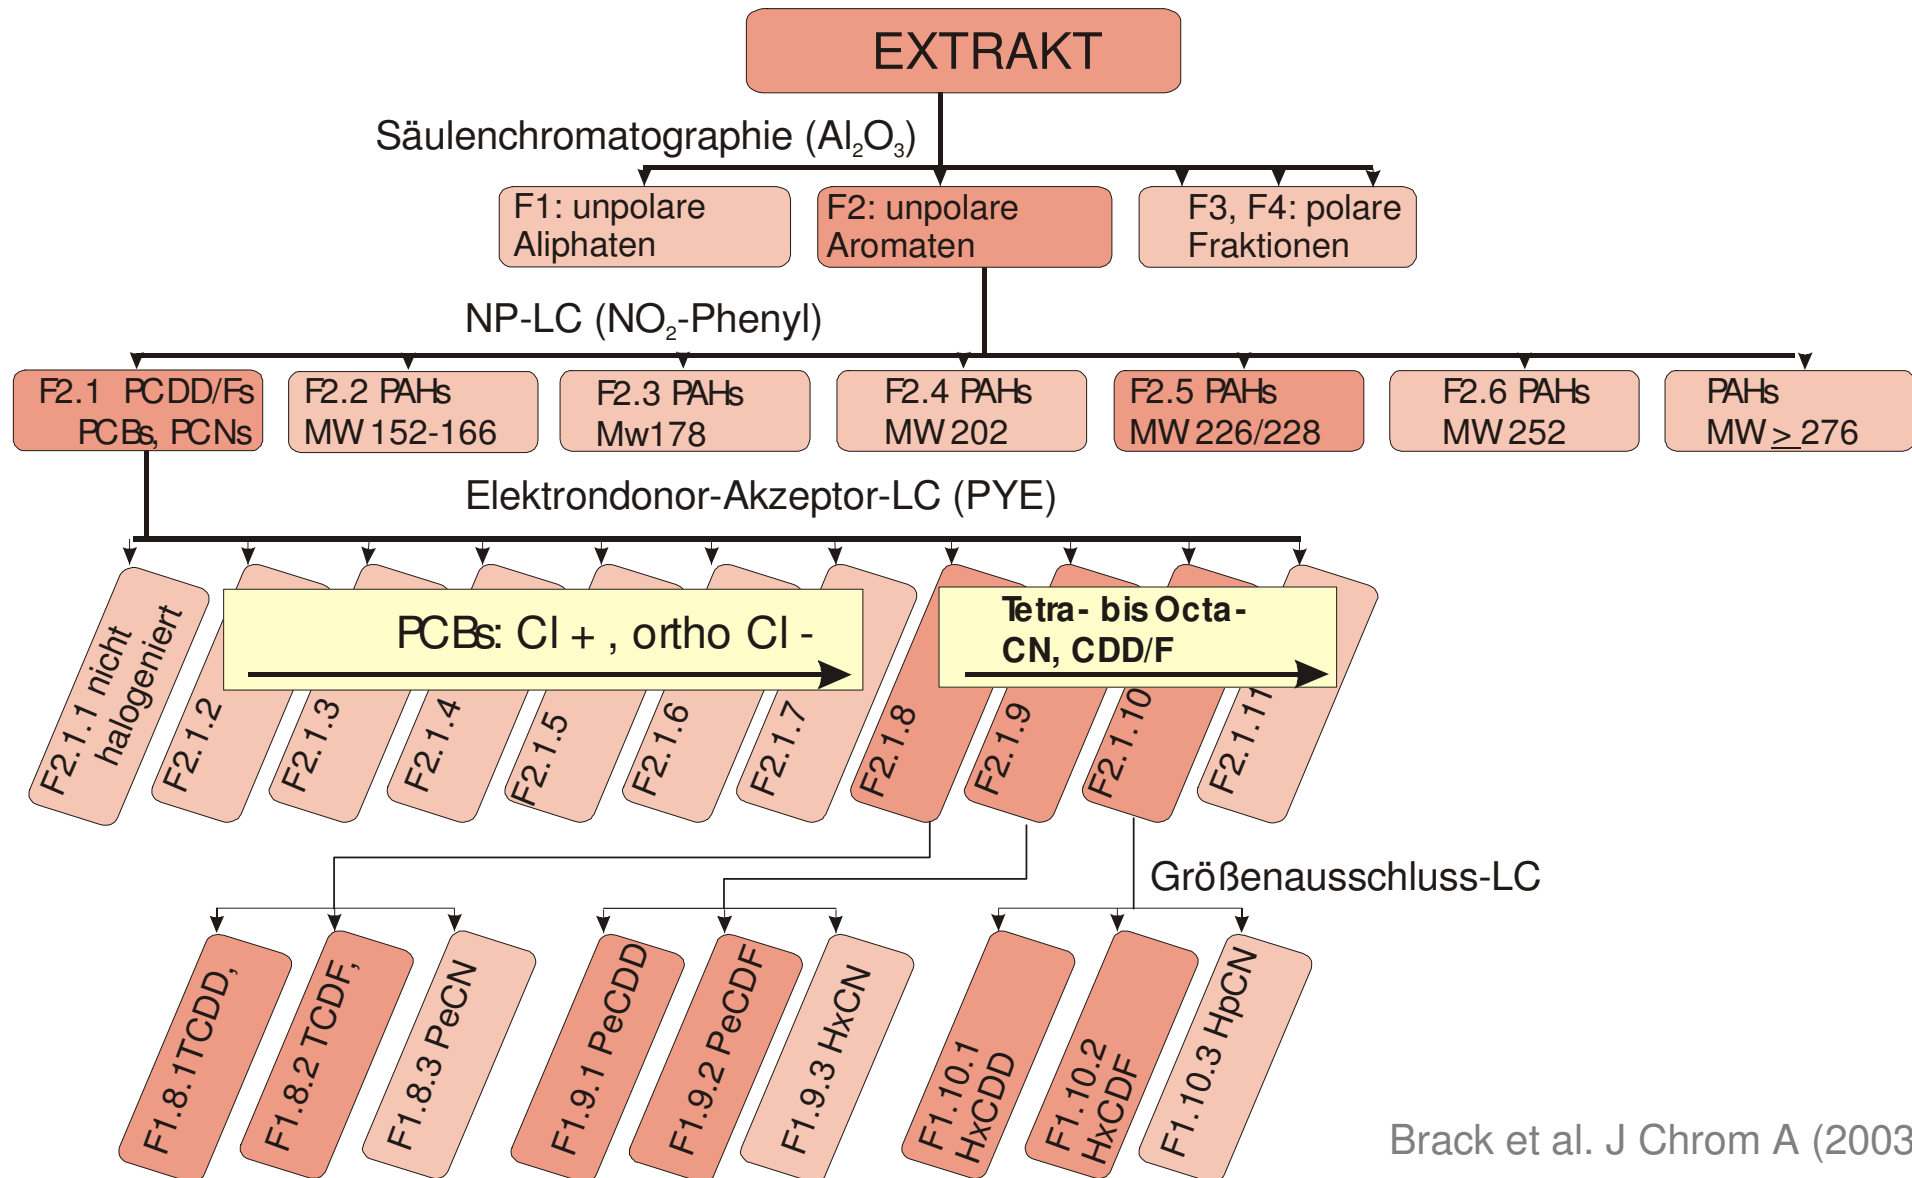 EXTRAKT
Säulenchromatographie (Al₂O₃)
F1: unpolare
Aliphaten
F2: unpolare
Aromaten
F3, F4: polare
Fraktionen
NP-LC (NO₂-Phenyl)
F2.1 PCDD/Fs
PCBs, PCNs
F2.2 PAHs
MW 152-166
F2.3 PAHs
Mw178
F2.4 PAHs
MW 202
F2.5 PAHs
MW 226/228
F2.6 PAHs
MW 252
PAHs
MW ≥ 276
Elektrondonor-Akzeptor-LC (PYE)
PCBs: Cl + , ortho Cl -
Tetra- bis Octa-
CN, CDD/F
F2.1.1 nicht
halogeniert
F2.1.2
F2.1.3
F2.1.4
F2.1.5
F2.1.6
F2.1.7
F2.1.8
F2.1.9
F2.1.10
F2.1.11
Größenausschluss-LC
F1.8.1TCDD,
F1.8.2 TCDF,
F1.8.3 PeCN
F1.9.1 PeCDD
F1.9.2 PeCDF
F1.9.3 HxCN
F1.10.1
HxCDD
F1.10.2
HxCDF
F1.10.3 HpCN
Brack et al. J Chrom A (2003